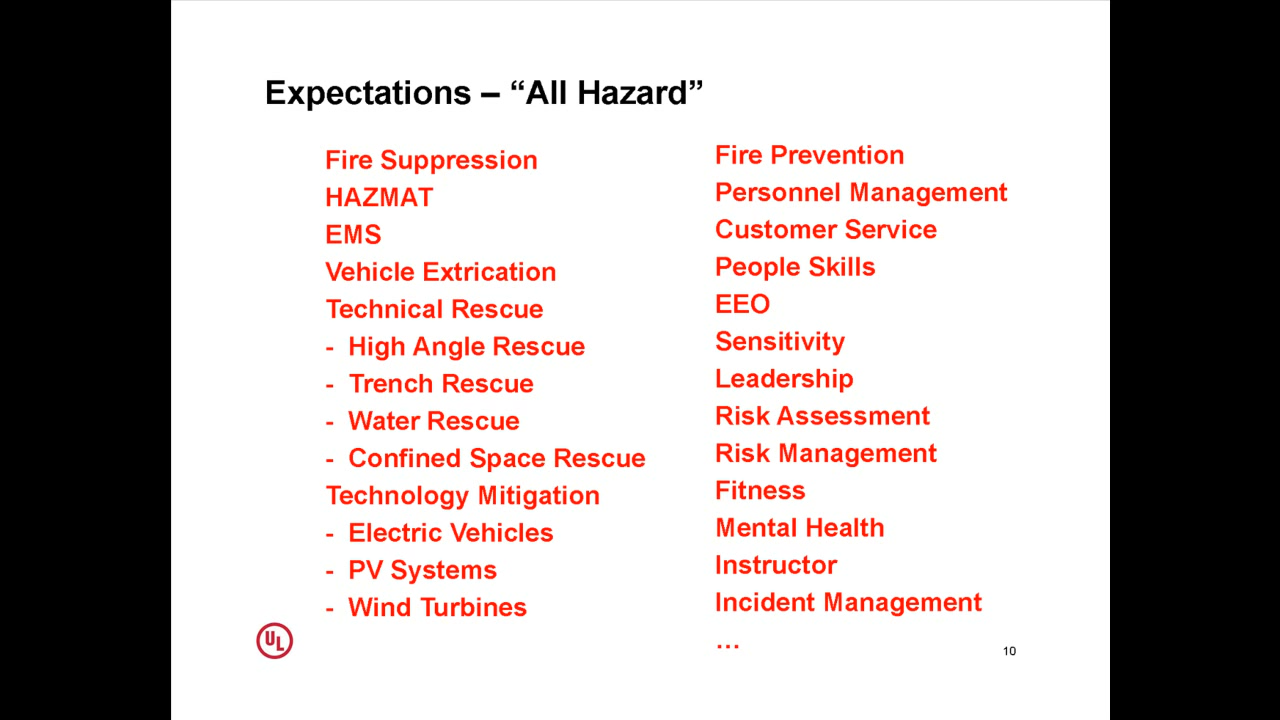 Expectations – “All Hazard”
Fire Suppression
HAZMAT
EMS
Vehicle Extrication
Technical Rescue
- High Angle Rescue
- Trench Rescue
- Water Rescue
- Confined Space Rescue
Technology Mitigation
- Electric Vehicles
- PV Systems
- Wind Turbines
Fire Prevention
Personnel Management
Customer Service
People Skills
EEO
Sensitivity
Leadership
Risk Assessment
Risk Management
Fitness
Mental Health
Instructor
Incident Management
…
UL
10